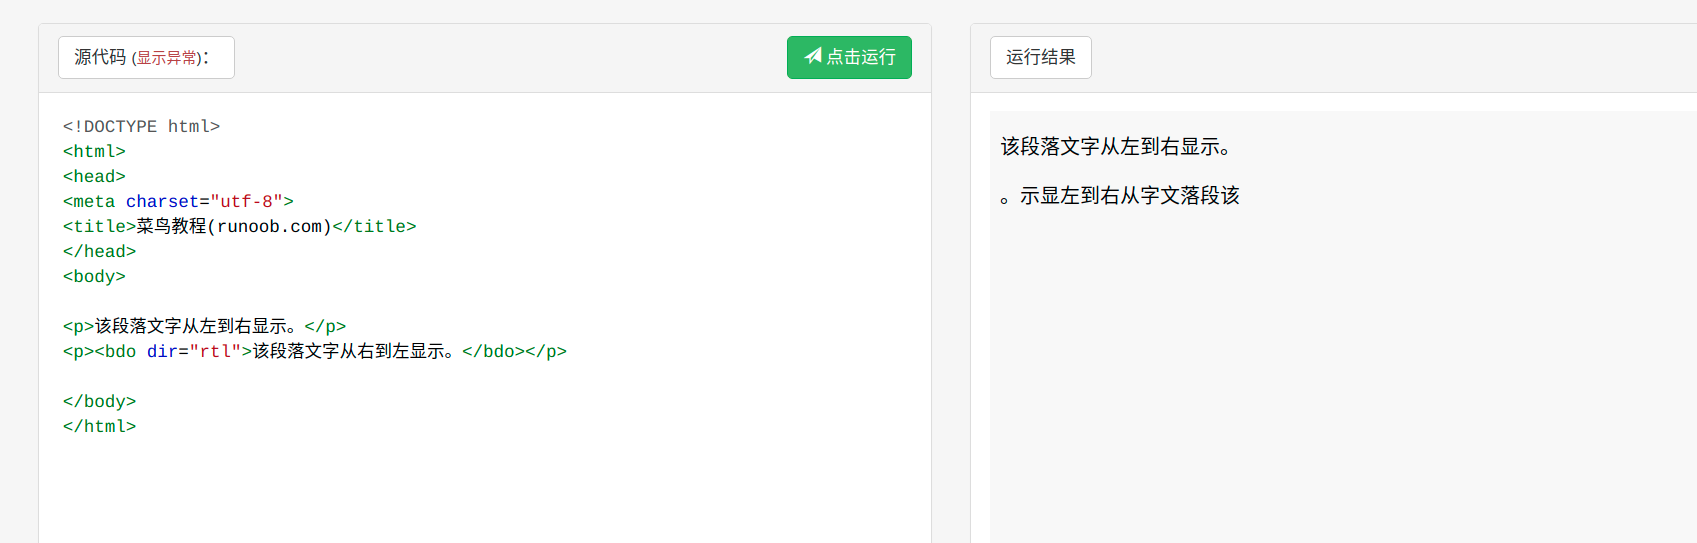 源代码 (显示异常)：
点击运行
<!DOCTYPE html>
<html>
<head>
<meta charset="utf-8">
<title>菜鸟教程(runoob.com)</title>
</head>
<body>
<p>该段落文字从左到右显示。</p>
<p><bdo dir="rtl">该段落文字从右到左显示。</bdo></p>
</body>
</html>
运行结果
该段落文字从左到右显示。
。示显左到右从字文落段该